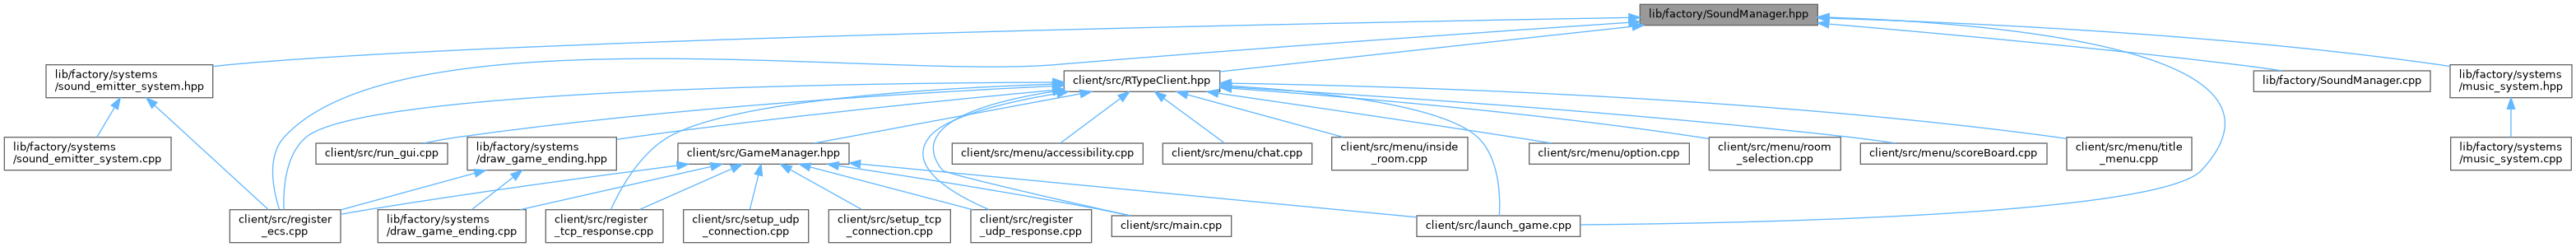 lib/factory/SoundManager.hpp
lib/factory/systems
/sound_emitter_system.hpp
client/src/RTypeClient.hpp
lib/factory/SoundManager.cpp
lib/factory/systems
/music_system.hpp
lib/factory/systems
/sound_emitter_system.cpp
client/src/run_gui.cpp
lib/factory/systems
/draw_game_ending.hpp
client/src/GameManager.hpp
client/src/menu/accessibility.cpp
client/src/menu/chat.cpp
client/src/menu/inside
_room.cpp
client/src/menu/option.cpp
client/src/menu/room
_selection.cpp
client/src/menu/scoreBoard.cpp
client/src/menu/title
_menu.cpp
lib/factory/systems
/music_system.cpp
client/src/register
_ecs.cpp
lib/factory/systems
/draw_game_ending.cpp
client/src/register
_tcp_response.cpp
client/src/setup_udp
_connection.cpp
client/src/setup_tcp
_connection.cpp
client/src/register
_udp_response.cpp
client/src/main.cpp
client/src/launch_game.cpp